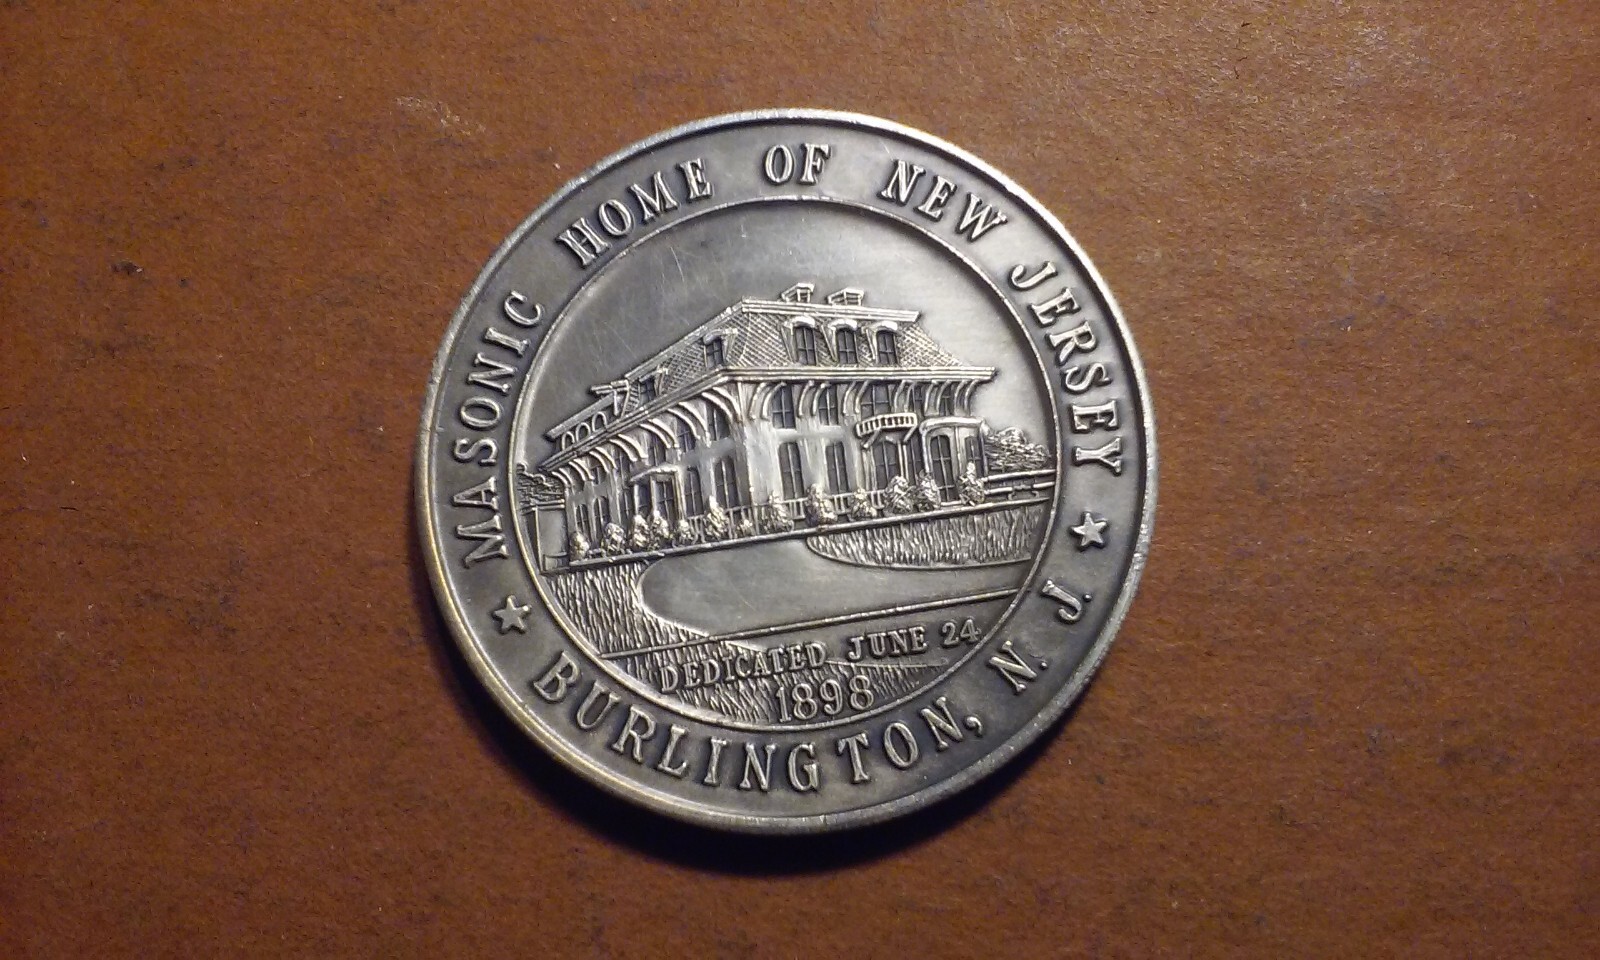 MASONIC HOME OF NEW JERSEY
DEDICATED JUNE 24
1898
BURLINGTON, N. J.